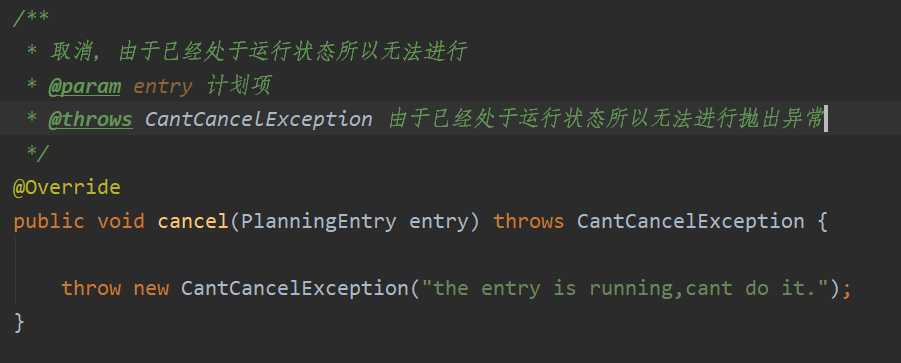 /**
 * 取消，由于已经处于运行状态所以无法进行
 * @param entry 计划项
 * @throws CantCancelException 由于已经处于运行状态所以无法进行抛出异常
 */
@Override
public void cancel(PlanningEntry entry) throws CantCancelException {
throw new CantCancelException("the entry is running,cant do it.");
}